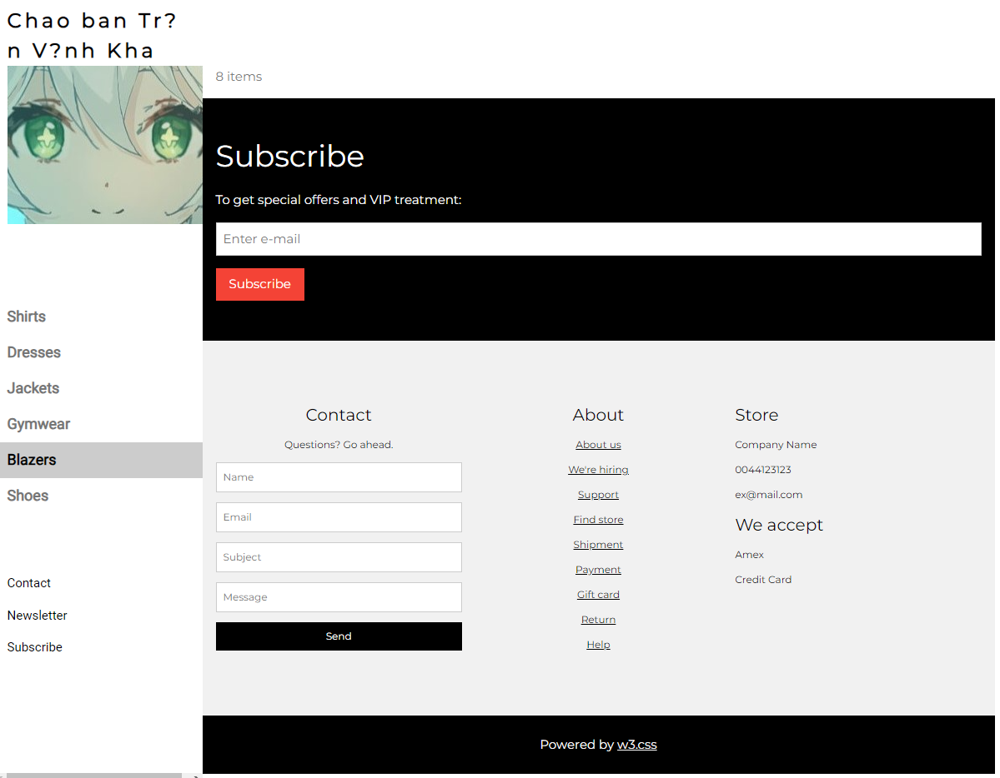 Chao ban Tr?
n V?nh Kha
8 items
Subscribe
To get special offers and VIP treatment:
Enter e-mail
Subscribe
Shirts
Dresses
Jackets
Gymwear
Blazers
Shoes
Contact
Newsletter
Subscribe
Contact
Questions? Go ahead.
Name
Email
Subject
Message
Send
About
About us
We're hiring
Support
Find store
Shipment
Payment
Gift card
Return
Help
Store
Company Name
0044123123
ex@mail.com
We accept
Amex
Credit Card
Powered by w3.css